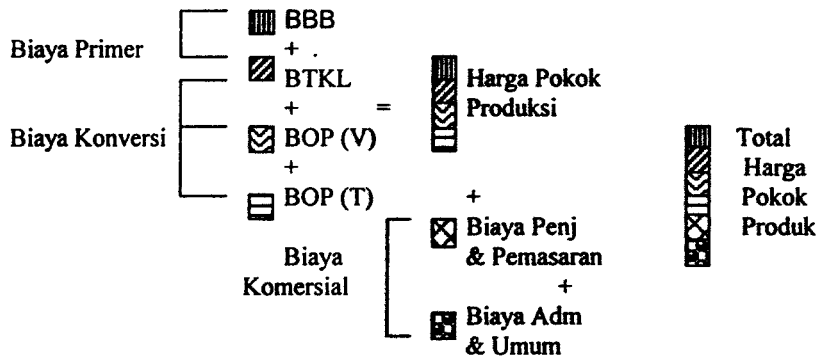 BBB
Biaya Primer
+
BTKL
+
=
Harga Pokok
Produksi
Biaya Konversi
BOP (V)
+
BOP (T)
+
Biaya
Komersial
Biaya Penj
& Pemasaran
+
Biaya Adm
& Umum
Total
Harga
Pokok
Produk